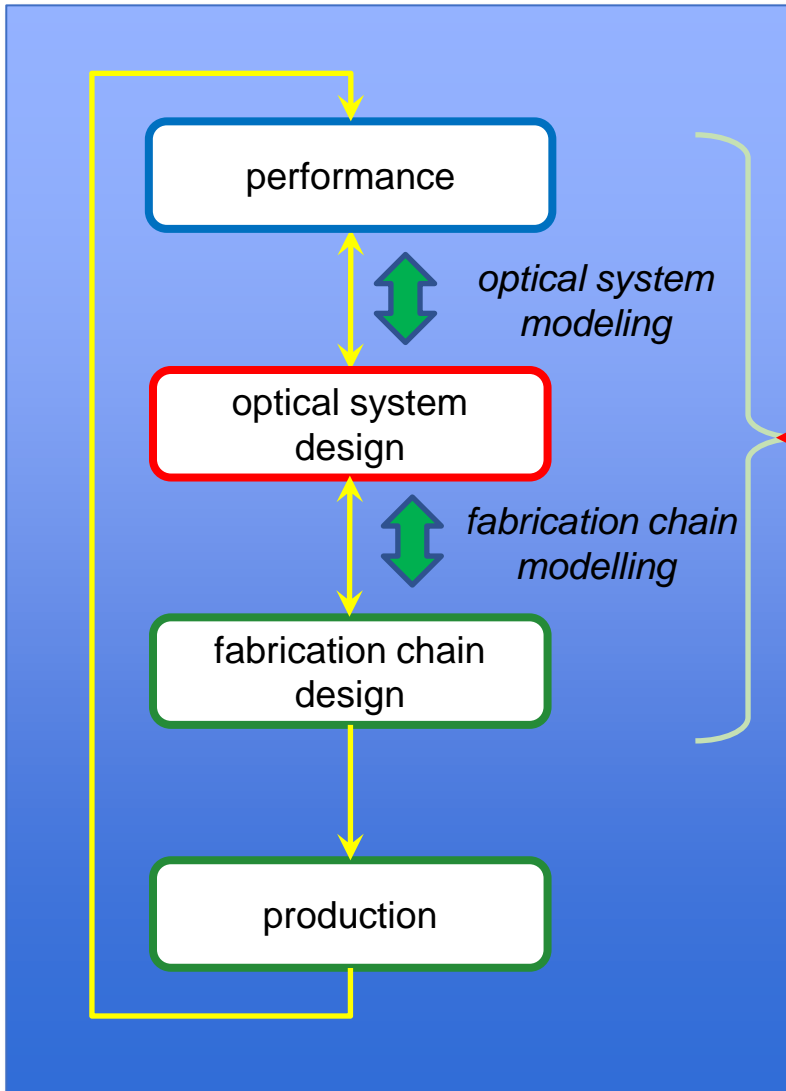 performance
optical system
modeling
optical system
design
fabrication chain
modelling
fabrication chain
design
production